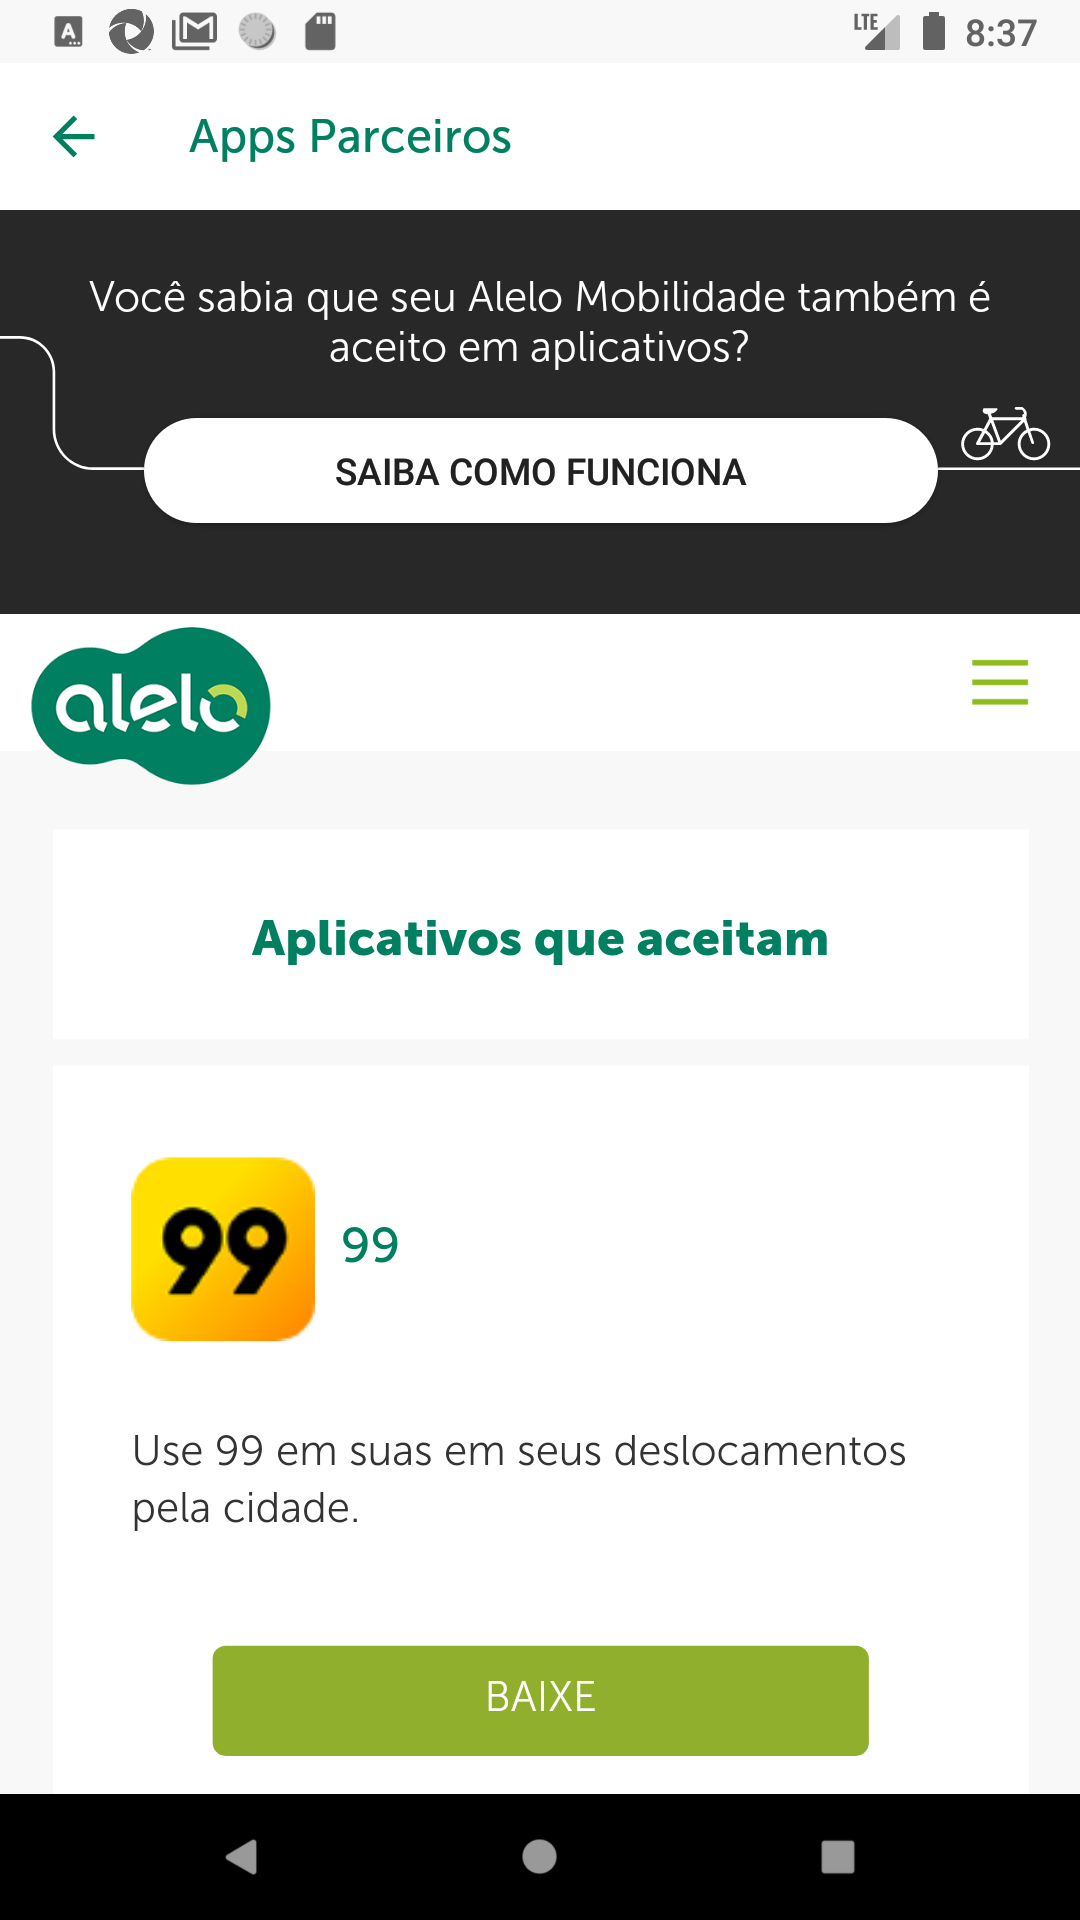 LTE 8:37
Apps Parceiros
Você sabia que seu Alelo Mobilidade também é
aceito em aplicativos?
SAIBA COMO FUNCIONA
alelo
Aplicativos que aceitam
99
99
Use 99 em suas em seus deslocamentos
pela cidade.
BAIXE